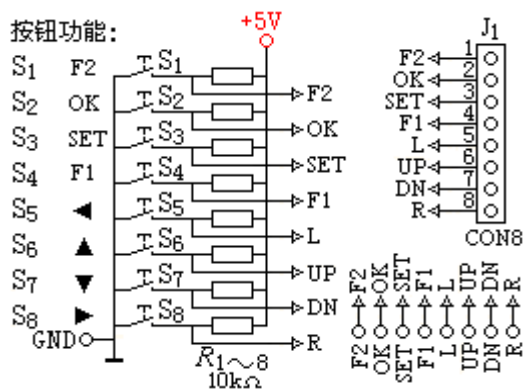 按钮功能:
S1 F2
S2 OK
S3 SET
S4 F1
S5 ◀
S6 ▲
S7 ▼
S8 ▶
GND
+5V
S1
S2
S3
S4
S5
S6
S7
S8
F2
OK
SET
F1
L
UP
DN
R
R1～8
10kΩ
J1
F2 1
OK 2
SET 3
F1 4
L 5
UP 6
DN 7
R 8
CON8
F2 OK SET F1 L UP DN R
F2 OK SET F1 L UP DN R